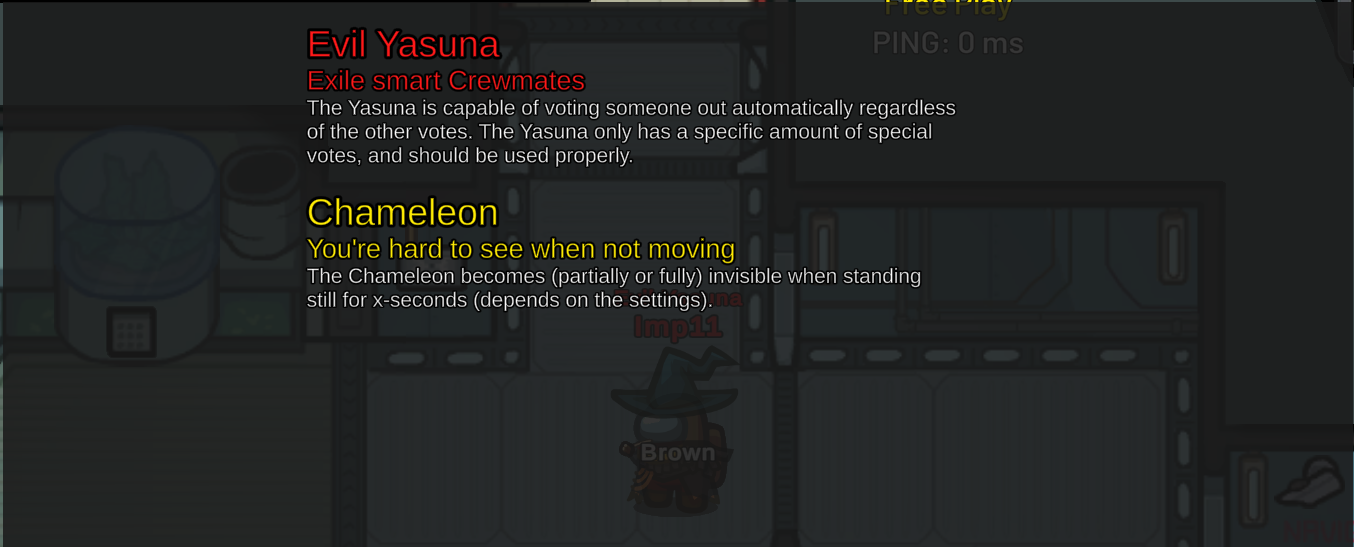 Free Play
PING: 0 ms
Evil Yasuna
Exile smart Crewmates
The Yasuna is capable of voting someone out automatically regardless
of the other votes. The Yasuna only has a specific amount of special
votes, and should be used properly.
Chameleon
You're hard to see when not moving
The Chameleon becomes (partially or fully) invisible when standing
still for x-seconds (depends on the settings).
Imp11
Brown